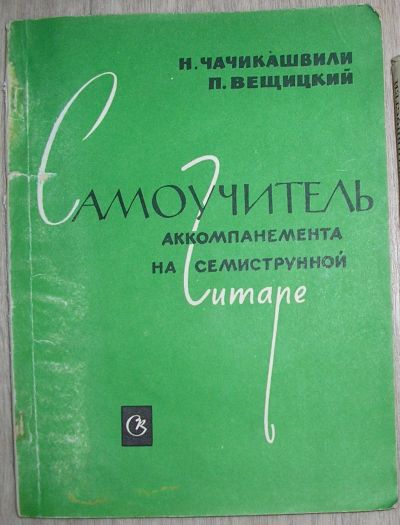 Н. ЧАЧИКАШВИЛИ
П. ВЕЩИЦКИЙ
САМОУЧИТЕЛЬ
АККОМПАНЕМЕНТА
НА СЕМИСТРУННОЙ
гитаре
СК